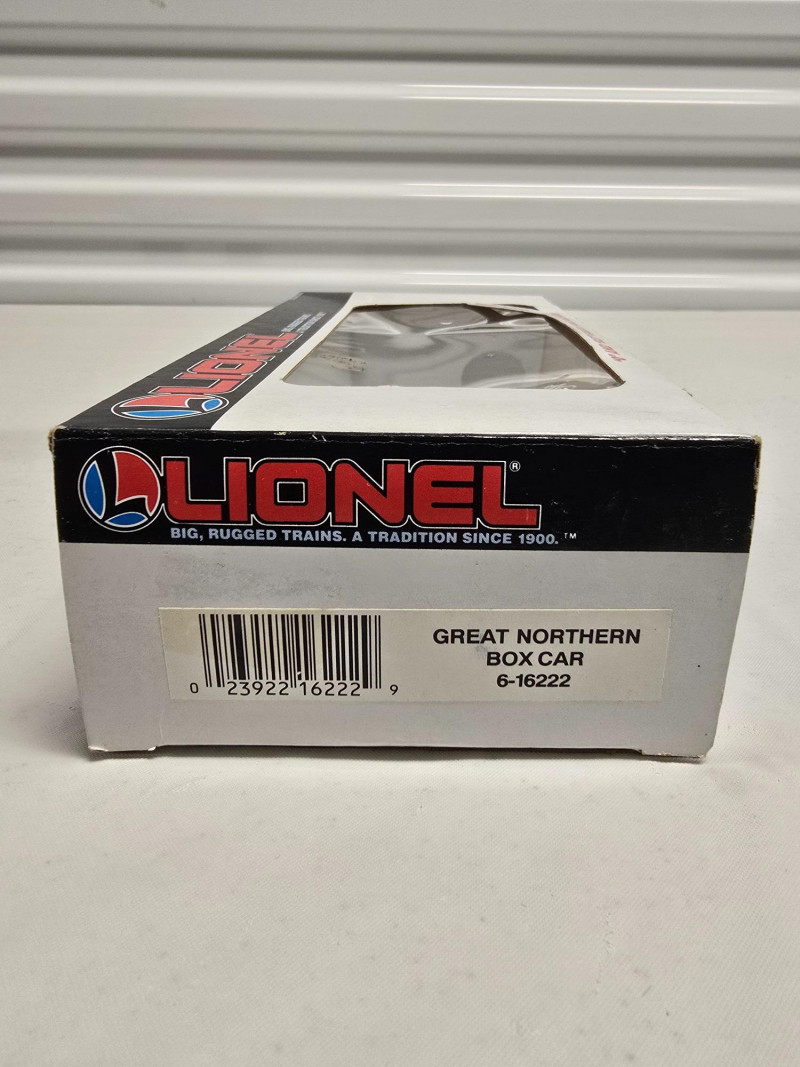 LIONEL
LIONEL®
BIG, RUGGED TRAINS. A TRADITION SINCE 1900.™
GREAT NORTHERN
BOX CAR
6-16222
0 23922 16222 9